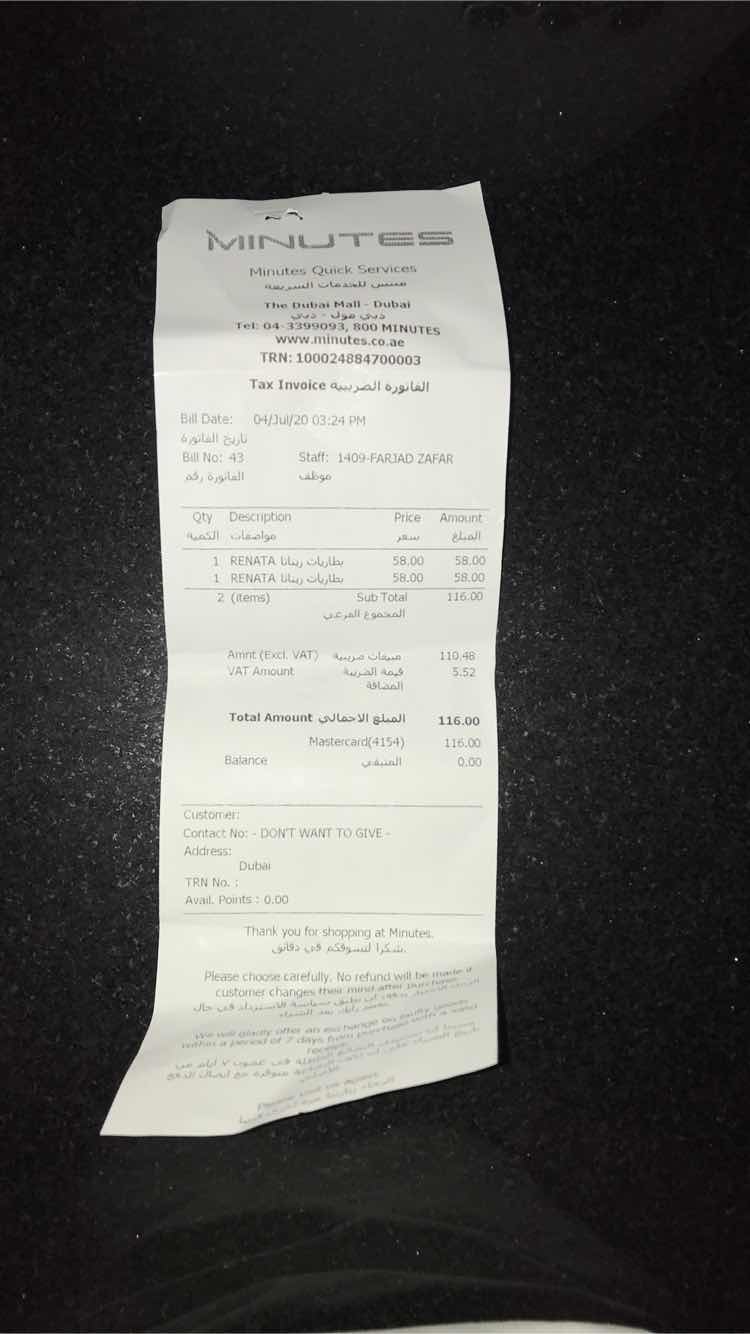 MINUTES
Minutes Quick Services
منتس للخدمات السريعة
The Dubai Mall - Dubai
دبي مول - دبي
Tel: 04-3399093, 800 MINUTES
www.minutes.co.ae
TRN: 100024884700003
Tax Invoice الفاتورة الضريبية
Bill Date: 04/Jul/20 03:24 PM
تاريخ الفاتورة
Bill No: 43 Staff: 1409-FARJAD ZAFAR
الفاتورة رقم موظف
Qty Description Price Amount
الكمية مواصفات سعر المبلغ
1 RENATA بطاريات ريناتا 58.00 58.00
1 RENATA بطاريات ريناتا 58.00 58.00
2 (items) Sub Total 116.00
المجموع الفرعي
Amnt (Excl. VAT) مبيعات ضريبية 110.48
VAT Amount قيمة الضريبة 5.52
المضافة
Total Amount المبلغ الاجمالي 116.00
Mastercard(4154) 116.00
Balance المتبقي 0.00
Customer:
Contact No: - DON'T WANT TO GIVE -
Address:
Dubai
TRN No. :
Avail. Points : 0.00
Thank you for shopping at Minutes.
شكرا لتسوقكم في دقائق.
Please choose carefully. No refund will be made if
customer changes their mind after purchase.
We will gladly offer an exchange on faulty goods
within a period of 7 days from purchase with a valid
receipt.
Please visit us again.